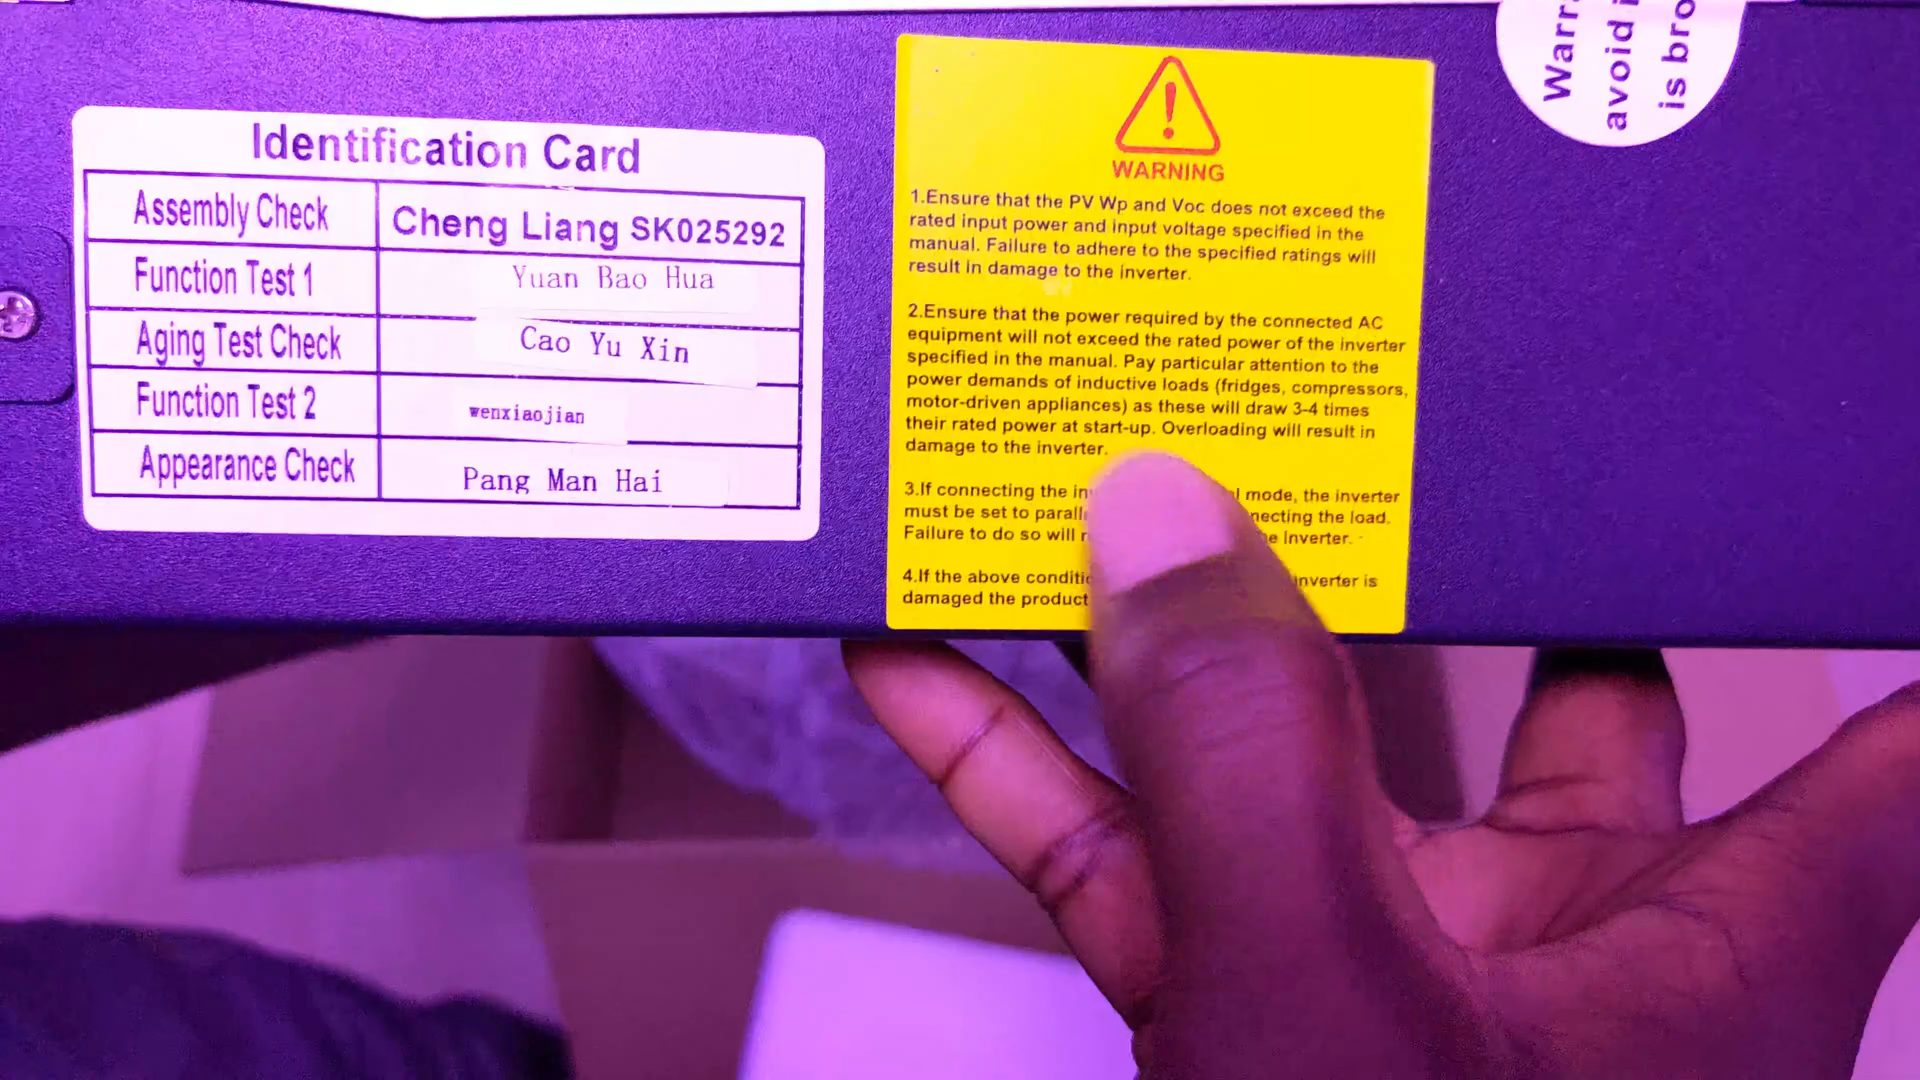 Identification Card
Assembly Check Cheng Liang SK025292
Function Test 1 Yuan Bao Hua
Aging Test Check Cao Yu Xin
Function Test 2 wenxiaojian
Appearance Check Pang Man Hai
WARNING
1.Ensure that the PV Wp and Voc does not exceed the
rated input power and input voltage specified in the
manual. Failure to adhere to the specified ratings will
result in damage to the inverter.
2.Ensure that the power required by the connected AC
equipment will not exceed the rated power of the inverter
specified in the manual. Pay particular attention to the
power demands of inductive loads (fridges, compressors,
motor-driven appliances) as these will draw 3-4 times
their rated power at start-up. Overloading will result in
damage to the inverter.
3.If connecting the mode, the inverter
must be set to the load.
Failure to do so will Inverter.
4.If the above inverter is
damaged the product
avoid
is